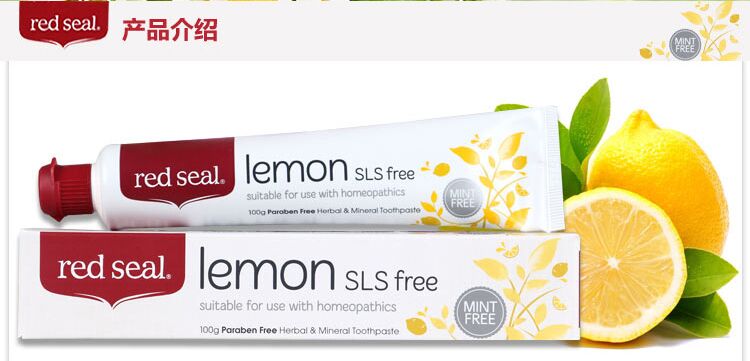 red seal®
产品介绍
MINT
FREE
red seal®
lemon SLS free
suitable for use with homeopathics
100g Paraben Free Herbal & Mineral Toothpaste
MINT
FREE
red seal®
lemon SLS free
suitable for use with homeopathics
100g Paraben Free Herbal & Mineral Toothpaste
MINT
FREE